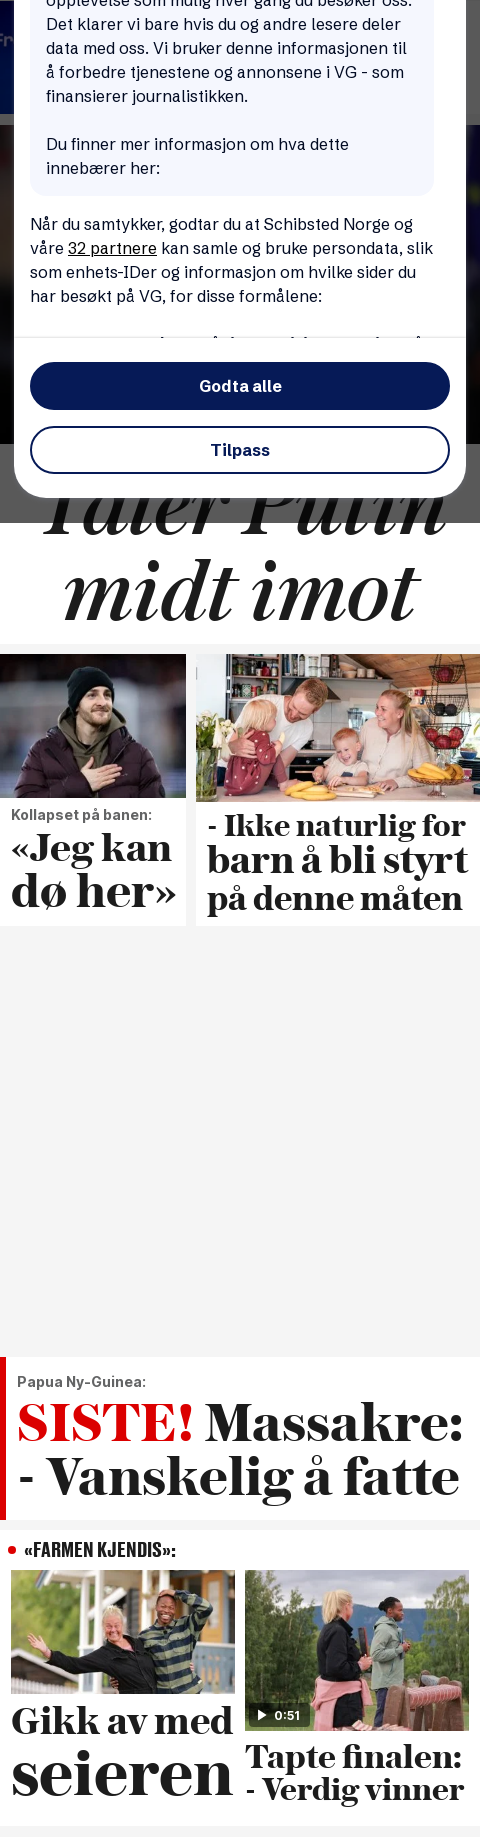 opplevelse som mulig hver gang du besøker oss.
Det klarer vi bare hvis du og andre lesere deler
data med oss. Vi bruker denne informasjonen til
å forbedre tjenestene og annonsene i VG - som
finansierer journalistikken.
Du finner mer informasjon om hva dette
innebærer her:
Når du samtykker, godtar du at Schibsted Norge og
våre 32 partnere kan samle og bruke persondata, slik
som enhets-IDer og informasjon om hvilke sider du
har besøkt på VG, for disse formålene:
Godta alle
Tilpass
Taler Putin
midt imot
Kollapset på banen:
«Jeg kan
dø her»
- Ikke naturlig for
barn å bli styrt
på denne måten
Papua Ny-Guinea:
SISTE! Massakre:
- Vanskelig å fatte
«FARMEN KJENDIS»:
Gikk av med
seieren
0:51
Tapte finalen:
- Verdig vinner